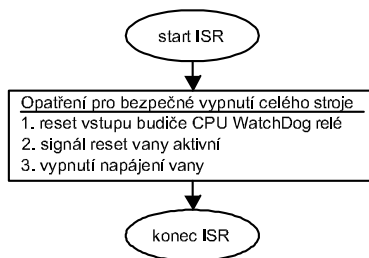 start ISR
Opatření pro bezpečné vypnutí celého stroje
1. reset vstupu budiče CPU WatchDog relé
2. signál reset vany aktivní
3. vypnutí napájení vany
konec ISR